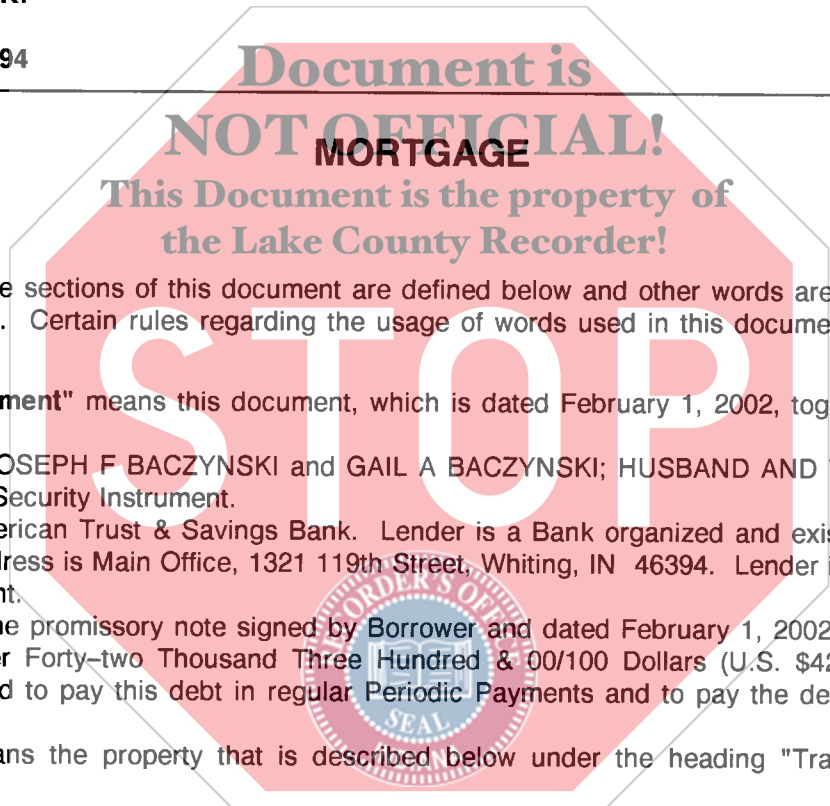 94
Document is
NOT OFFICIAL!
MORTGAGE
This Document is the property of
the Lake County Recorder!
e sections of this document are defined below and other words are
. Certain rules regarding the usage of words used in this docume
ment" means this document, which is dated February 1, 2002, tog
OSEPH F BACZYNSKI and GAIL A BACZYNSKI; HUSBAND AND
Security Instrument.
erican Trust & Savings Bank. Lender is a Bank organized and exis
dress is Main Office, 1321 119th Street, Whiting, IN 46394. Lender i
nt.
e promissory note signed by Borrower and dated February 1, 2002
r Forty-two Thousand Three Hundred & 00/100 Dollars (U.S. $42
d to pay this debt in regular Periodic Payments and to pay the de
ans the property that is described below under the heading "Tra
STOP
RECORDER'S OFFICE
SEAL